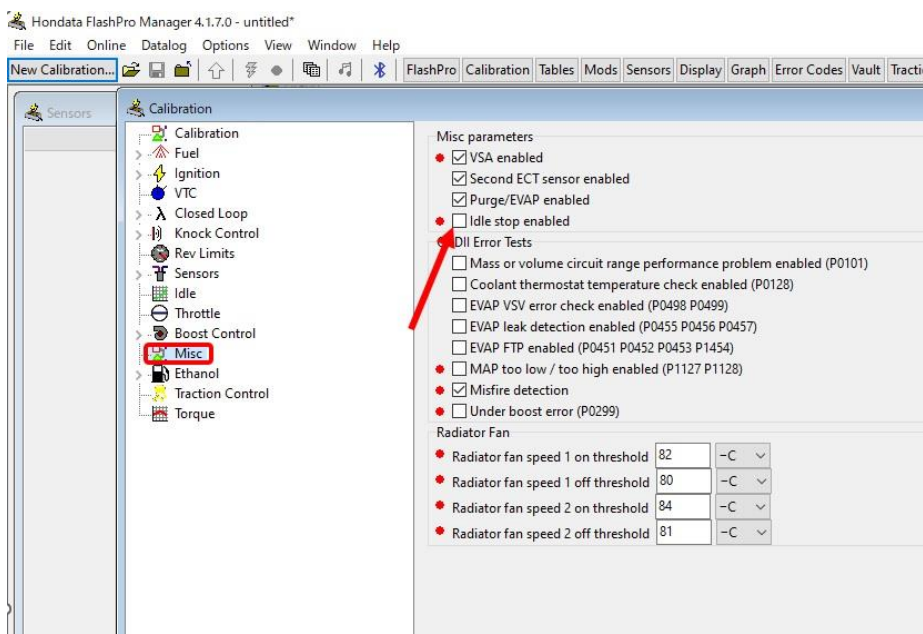 Hondata FlashPro Manager 4.1.7.0 - untitled*
File Edit Online Datalog Options View Window Help
New Calibration... FlashPro Calibration Tables Mods Sensors Display Graph Error Codes Vault Tracti
Sensors
Calibration
Calibration
Fuel
Ignition
VTC
Closed Loop
Knock Control
Rev Limits
Sensors
Idle
Throttle
Boost Control
Misc
Ethanol
Traction Control
Torque
Misc parameters
VSA enabled
Second ECT sensor enabled
Purge/EVAP enabled
Idle stop enabled
DII Error Tests
Mass or volume circuit range performance problem enabled (P0101)
Coolant thermostat temperature check enabled (P0128)
EVAP VSV error check enabled (P0498 P0499)
EVAP leak detection enabled (P0455 P0456 P0457)
EVAP FTP enabled (P0451 P0452 P0453 P1454)
MAP too low / too high enabled (P1127 P1128)
Misfire detection
Under boost error (P0299)
Radiator Fan
Radiator fan speed 1 on threshold 82 -C
Radiator fan speed 1 off threshold 80 -C
Radiator fan speed 2 on threshold 84 -C
Radiator fan speed 2 off threshold 81 -C